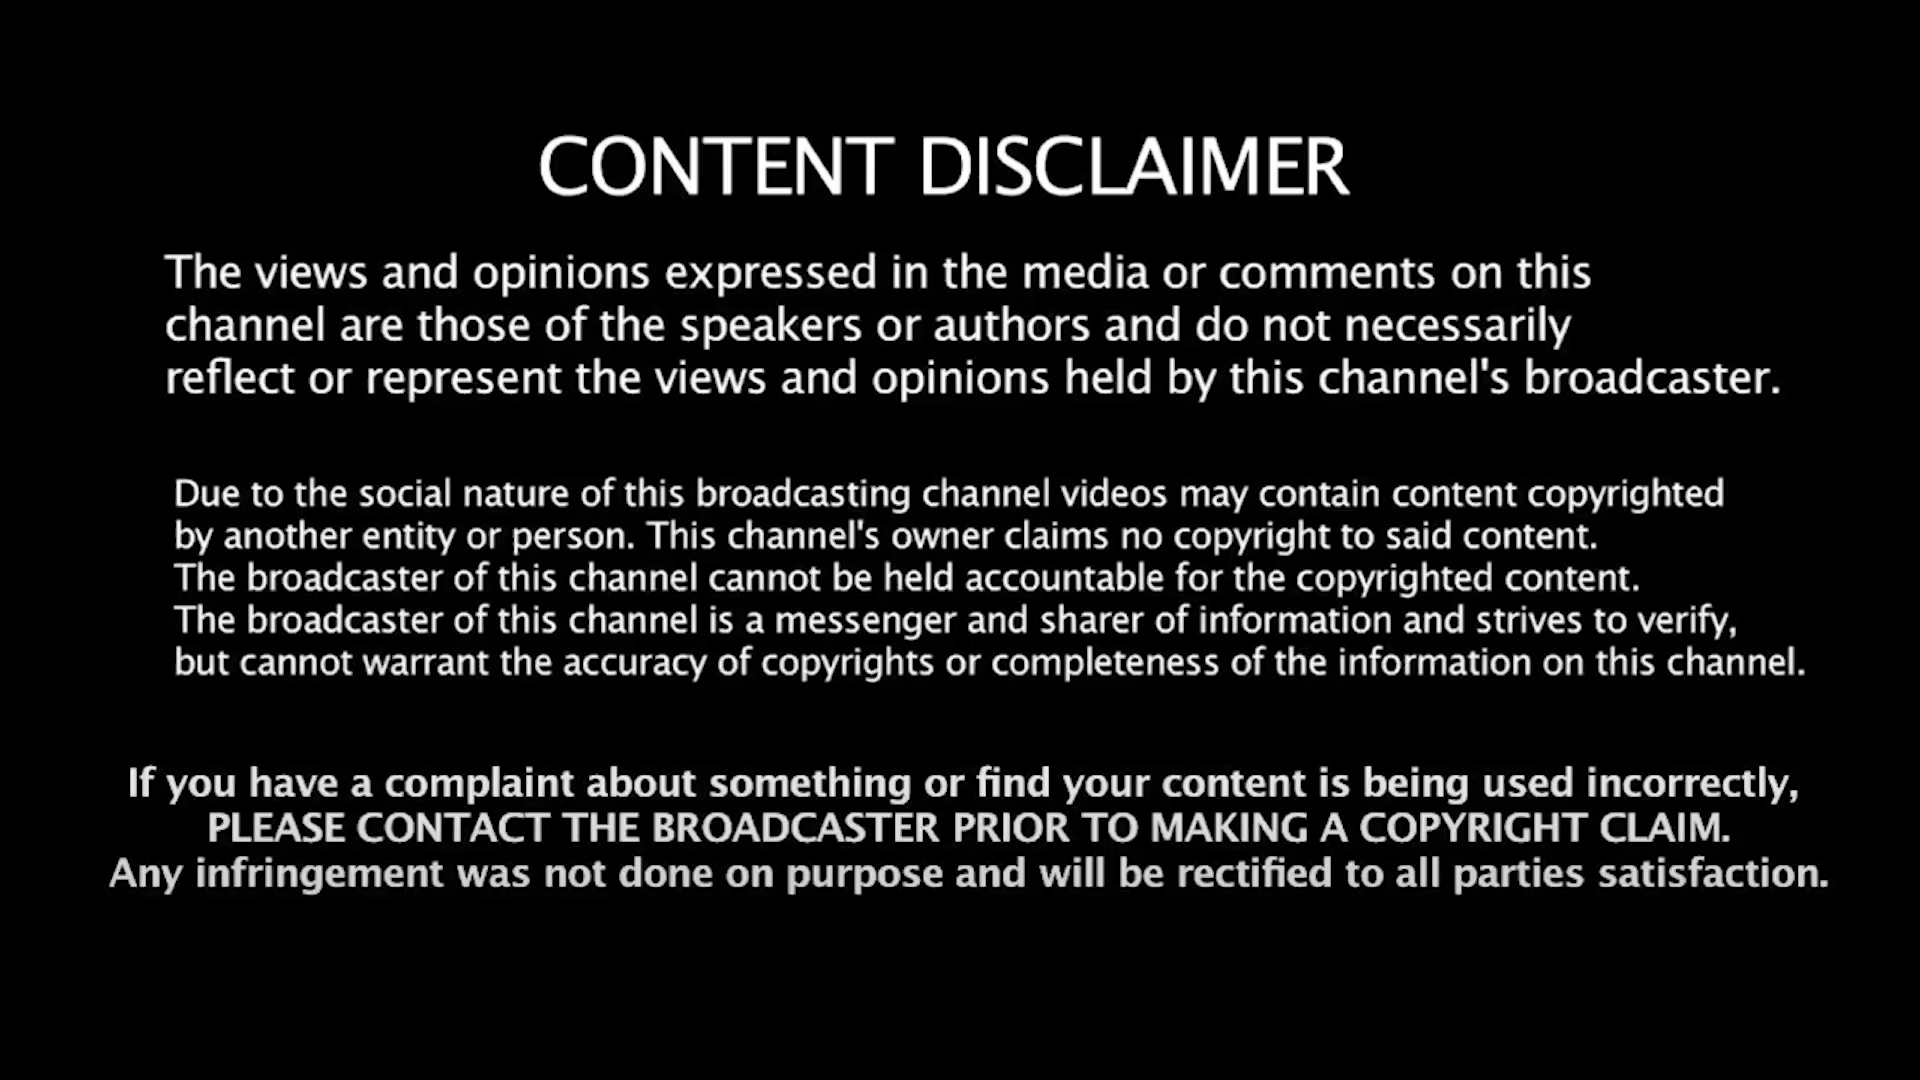 CONTENT DISCLAIMER
The views and opinions expressed in the media or comments on this
channel are those of the speakers or authors and do not necessarily
reflect or represent the views and opinions held by this channel's broadcaster.
Due to the social nature of this broadcasting channel videos may contain content copyrighted
by another entity or person. This channel's owner claims no copyright to said content.
The broadcaster of this channel cannot be held accountable for the copyrighted content.
The broadcaster of this channel is a messenger and sharer of information and strives to verify,
but cannot warrant the accuracy of copyrights or completeness of the information on this channel.
If you have a complaint about something or find your content is being used incorrectly,
PLEASE CONTACT THE BROADCASTER PRIOR TO MAKING A COPYRIGHT CLAIM.
Any infringement was not done on purpose and will be rectified to all parties satisfaction.